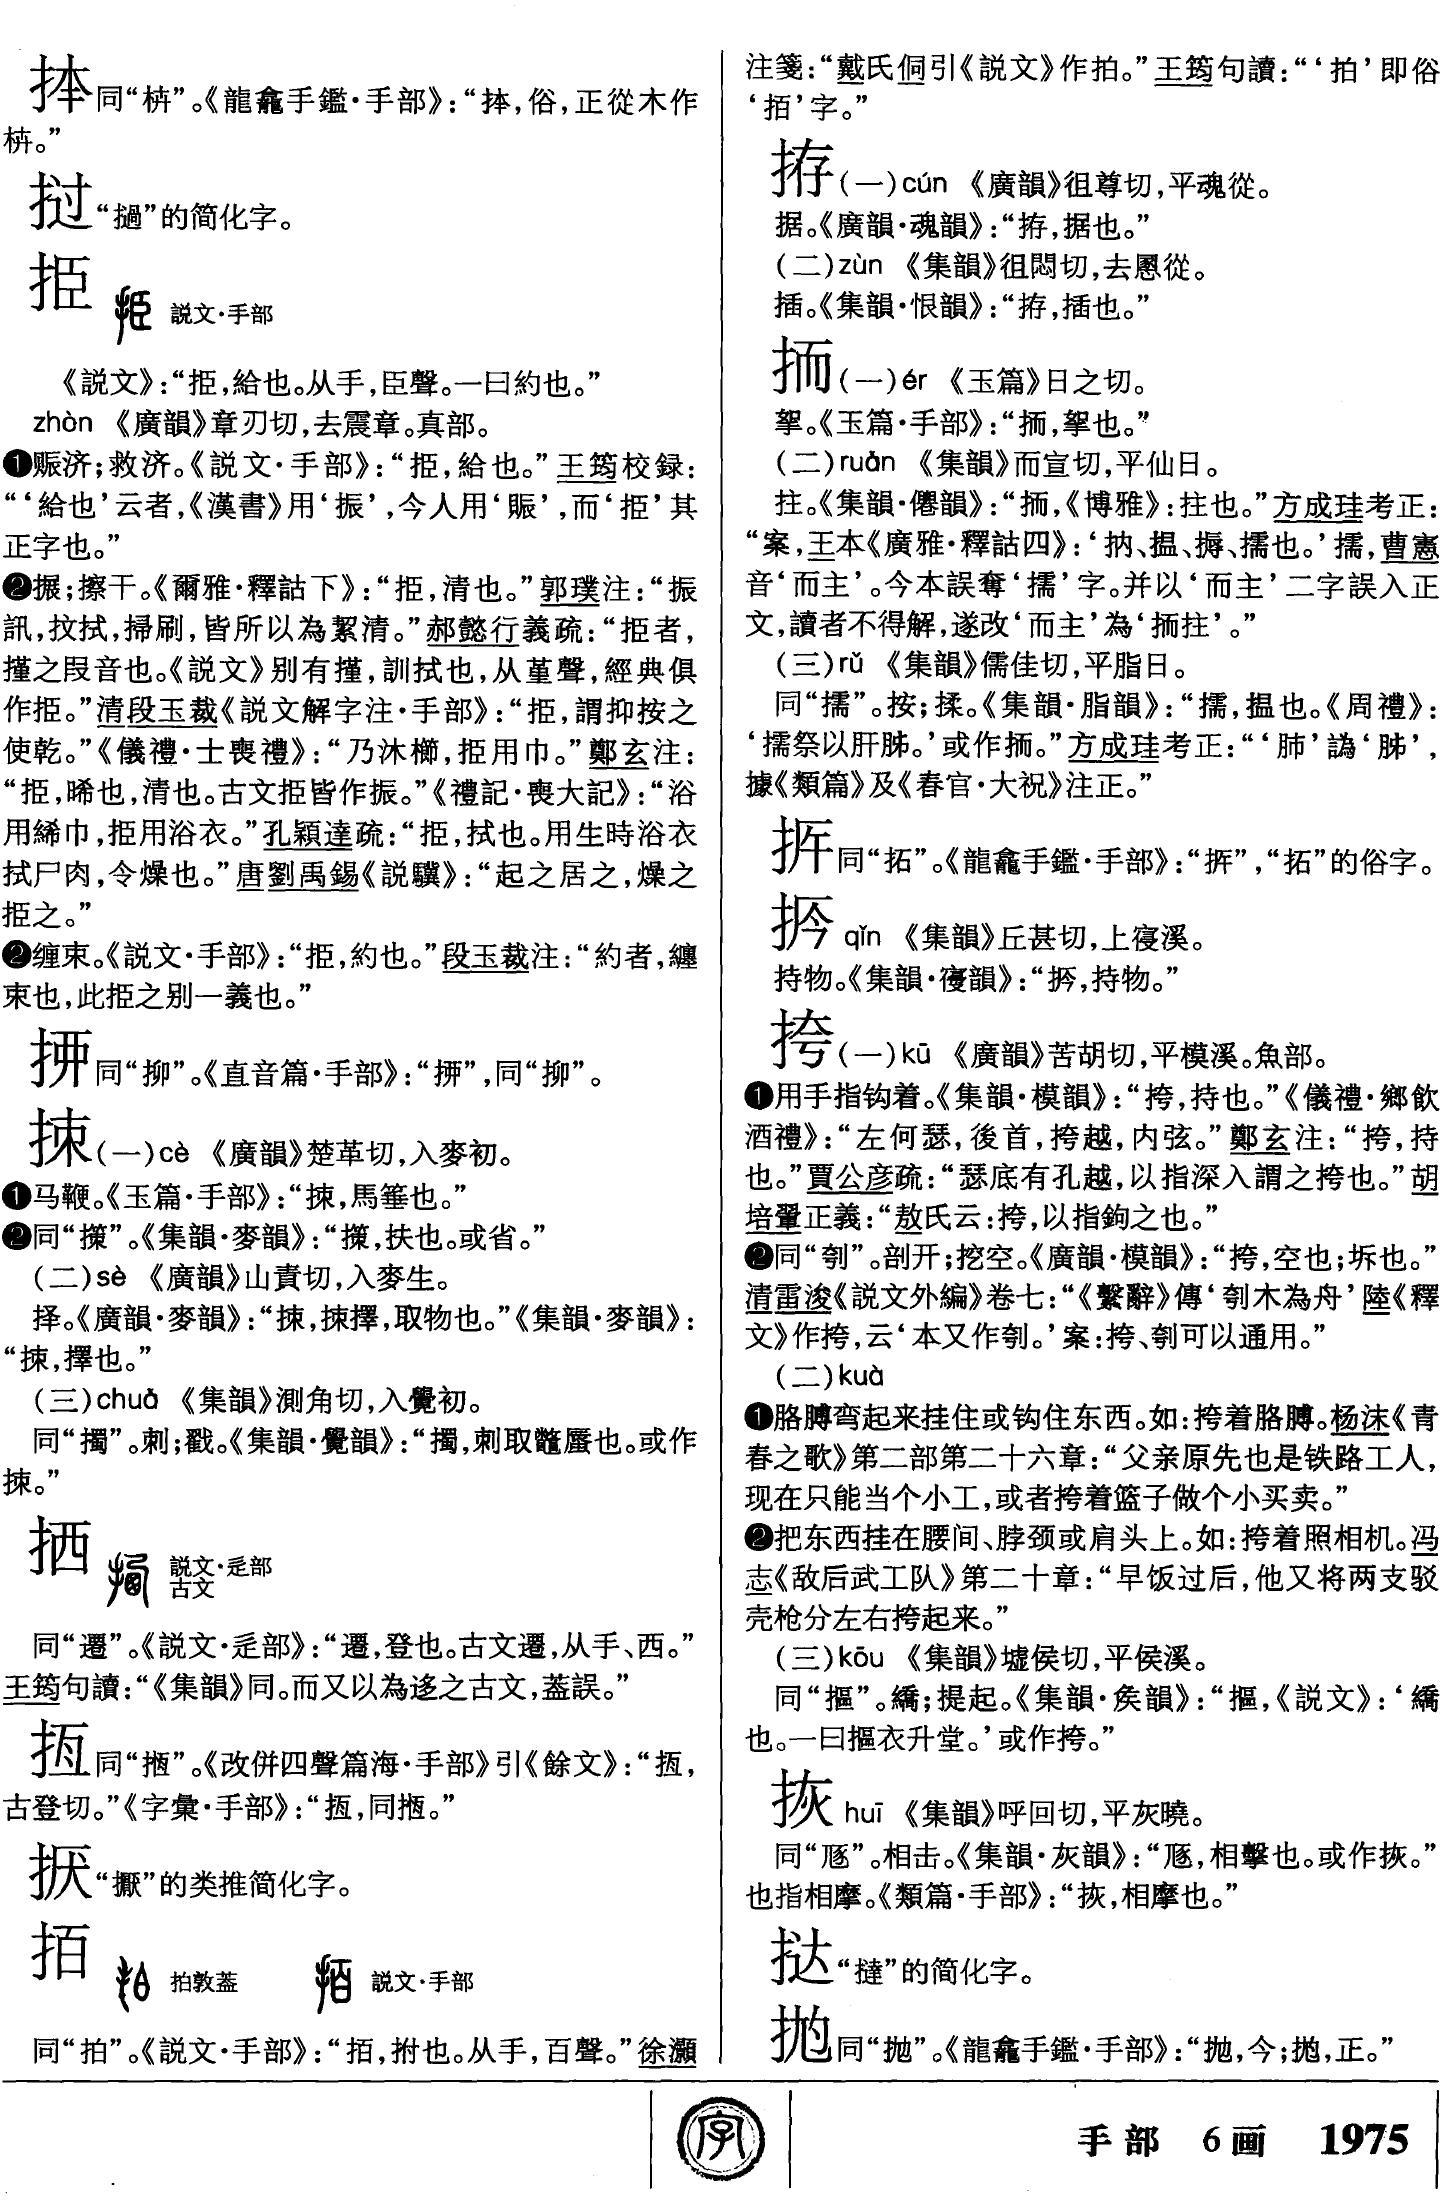 㧊同“栟”。《龍龕手鑑·手部》：“㧊，俗，正從木作
栟。”
挝“撾”的简化字。
挋 説文·手部
《説文》：“挋，給也。从手，臣聲。一曰約也。”
zhèn 《廣韻》章刃切，去震章。真部。
❶赈济；救济。《説文·手部》：“挋，給也。”王筠校録：
“‘給也’云者，《漢書》用‘振’，今人用‘賑’，而‘挋’其
正字也。”
❷搌；擦干。《爾雅·釋詁下》：“挋，清也。”郭璞注：“振
訊，抆拭，掃刷，皆所以為絜清。”郝懿行義疏：“挋者，
㨷之叚音也。《説文》别有㨷，訓拭也，从堇聲，經典俱
作挋。”清段玉裁《説文解字注·手部》：“挋，謂抑按之
使乾。”《儀禮·士喪禮》：“乃沐櫛，挋用巾。”鄭玄注：
“挋，晞也，清也。古文挋皆作振。”《禮記·喪大記》：“浴
用絺巾，挋用浴衣。”孔穎達疏：“挋，拭也。用生時浴衣
拭尸肉，令燥也。”唐劉禹錫《説驥》：“起之居之，燥之
挋之。”
❷缠束。《説文·手部》：“挋，約也。”段玉裁注：“約者，纏
束也，此挋之别一義也。”
同“抑”。《直音篇·手部》：同“抑”。
拺(一)cè 《廣韻》楚革切，入麥初。
❶马鞭。《玉篇·手部》：“拺，馬箠也。”
❷同“㩍”。《集韻·麥韻》：“㩍，扶也。或省。”
(二)sè 《廣韻》山責切，入麥生。
择。《廣韻·麥韻》：“拺，拺擇，取物也。”《集韻·麥韻》：
“拺，擇也。”
(三)chuò 《集韻》測角切，入覺初。
同“擉”。刺；戳。《集韻·覺韻》：“擉，刺取鼈蜃也。或作
拺。”
拪 説文·辵部
古文
同“遷”。《説文·辵部》：“遷，登也。古文遷，从手、西。”
王筠句讀：“《集韻》同。而又以為迻之古文，葢誤。”
㧥同“搄”。《改併四聲篇海·手部》引《餘文》：“㧥，
古登切。”《字彙·手部》：“㧥，同搄。”
㧉“撅”的类推简化字。
㧣 拍敦蓋 説文·手部
同“拍”。《説文·手部》：“㧣，拊也。从手，百聲。”徐灝
注箋：“戴氏侗引《説文》作拍。”王筠句讀：“‘拍’即俗
‘㧣’字。”
拵(一)cún 《廣韻》徂尊切，平魂從。
据。《廣韻·魂韻》：“拵，据也。”
(二)zùn 《集韻》徂悶切，去慁從。
插。《集韻·恨韻》：“拵，插也。”
㧫(一)ér 《玉篇》日之切。
挐。《玉篇·手部》：“㧫，挐也。”
(二)ruán 《集韻》而宣切，平仙日。
拄。《集韻·僊韻》：“㧫，《博雅》：拄也。”方成珪考正：
“案，王本《廣雅·釋詁四》：‘抐、揾、搙、擩也。’擩，曹憲
音‘而主’。今本誤奪‘擩’字。并以‘而主’二字誤入正
文，讀者不得解，遂改‘而主’為‘㧫拄’。”
(三)rǔ 《集韻》儒佳切，平脂日。
同“擩”。按；揉。《集韻·脂韻》：“擩，揾也。《周禮》：
‘擩祭以肝胏。’或作㧫。”方成珪考正：“‘肺’譌‘胏’，
據《類篇》及《春官·大祝》注正。”
同“拓”。《龍龕手鑑·手部》：“拓”的俗字。
qǐn 《集韻》丘甚切，上寑溪。
持物。《集韻·寑韻》：持物。”
挎(一)kū 《廣韻》苦胡切，平模溪。魚部。
❶用手指钩着。《集韻·模韻》：“挎，持也。”《儀禮·鄉飲
酒禮》：“左何瑟，後首，挎越，内弦。”鄭玄注：“挎，持
也。”賈公彦疏：“瑟底有孔越，以指深入謂之挎也。”胡
培翬正義：“敖氏云：挎，以指鉤之也。”
❷同“刳”。剖开；挖空。《廣韻·模韻》：“挎，空也；坼也。”
清雷浚《説文外編》卷七：“《繫辭》傳‘刳木為舟’陸《釋
文》作挎，云‘本又作刳。’案：挎、刳可以通用。”
(二)kuà
❶胳膊弯起来挂住或钩住东西。如：挎着胳膊。杨沫《青
春之歌》第二部第二十六章：“父亲原先也是铁路工人，
现在只能当个小工，或者挎着篮子做个小买卖。”
❷把东西挂在腰间、脖颈或肩头上。如：挎着照相机。冯
志《敌后武工队》第二十章：“早饭过后，他又将两支驳
壳枪分左右挎起来。”
(三)kōu 《集韻》墟侯切，平侯溪。
同“摳”。繑；提起。《集韻·矦韻》：“摳，《説文》：‘繑
也。一曰摳衣升堂。’或作挎。”
拻 huī 《集韻》呼回切，平灰曉。
同“豗”。相击。《集韻·灰韻》：“豗，相擊也。或作拻。”
也指相摩。《類篇·手部》：“拻，相摩也。”
挞“撻”的简化字。
拋同“抛”。《龍龕手鑑·手部》：“抛，今；拋，正。”
字
手部 6画 1975